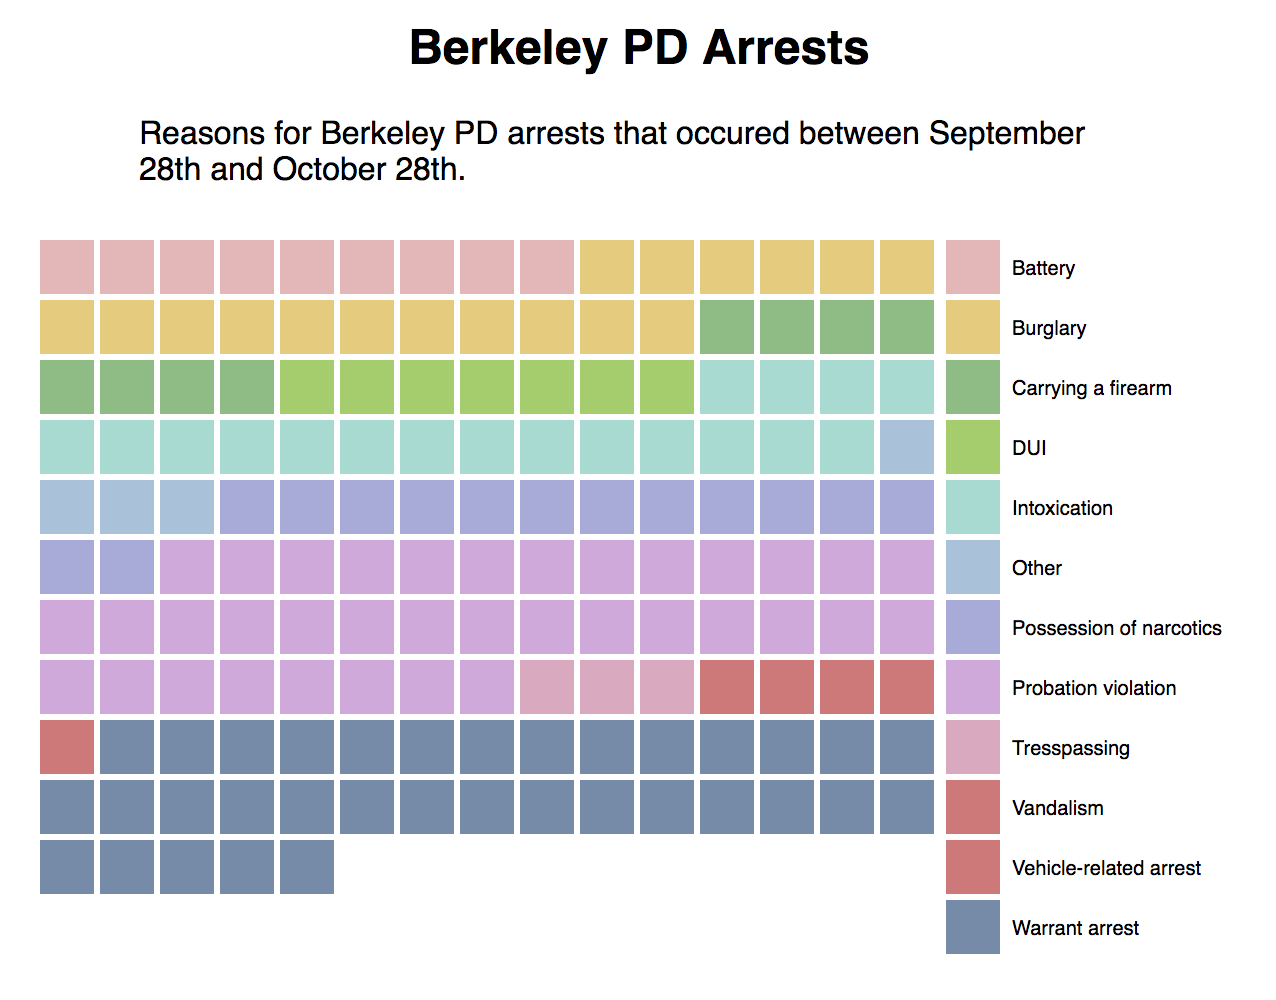 Berkeley PD Arrests
Reasons for Berkeley PD arrests that occured between September
28th and October 28th.
Battery
Burglary
Carrying a firearm
DUI
Intoxication
Other
Possession of narcotics
Probation violation
Tresspassing
Vandalism
Vehicle-related arrest
Warrant arrest